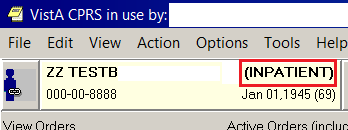 VistA CPRS in use by:
File Edit View Action Options Tools Help
ZZ TESTB (INPATIENT)
000-00-8888 Jan 01,1945 (69)
View Orders Active Orders (includ